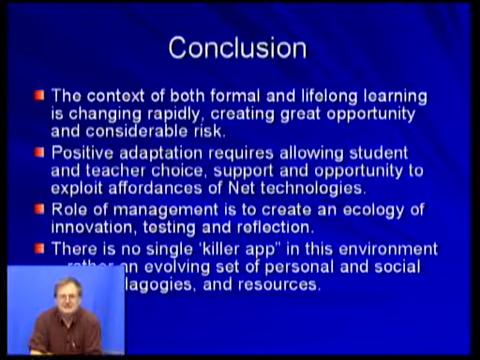 Conclusion
The context of both formal and lifelong learning
is changing rapidly, creating great opportunity
and considerable risk.
Positive adaptation requires allowing student
and teacher choice, support and opportunity to
exploit affordances of Net technologies.
Role of management is to create an ecology of
innovation, testing and reflection.
There is no single ‘killer app” in this environment
an evolving set of personal and social
and resources.